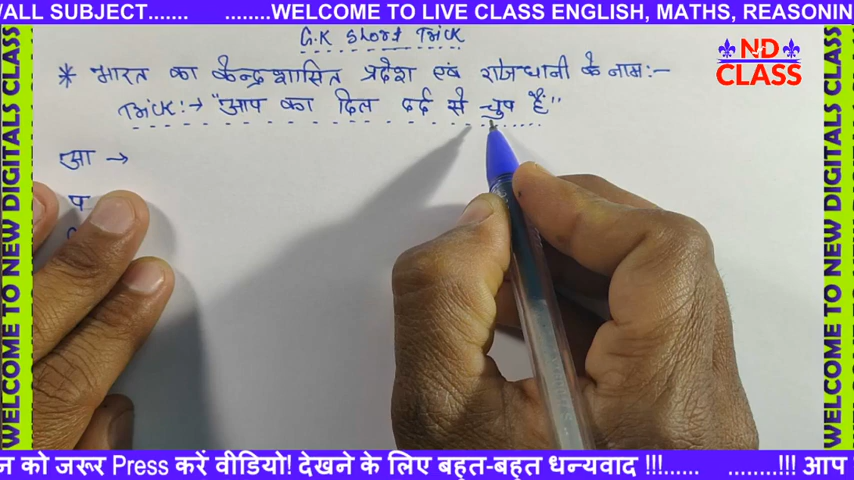 WALL SUBJECT....... ........WELCOME TO LIVE CLASS ENGLISH, MATHS, REASONIN
G.K Short Trick
* भारत का केन्द्रशासित प्रदेश एवं राजधानी के नाम:-
Trick:→ "आप का दिल दर्द से चुप है"
आ →
प
ND
CLASS
WELCOME TO NEW DIGITALS CLASS
WELCOME TO NEW DIGITALS CLASS
न को जरूर Press करें वीडियो! देखने के लिए बहुत-बहुत धन्यवाद !!!...... ........!!! आप